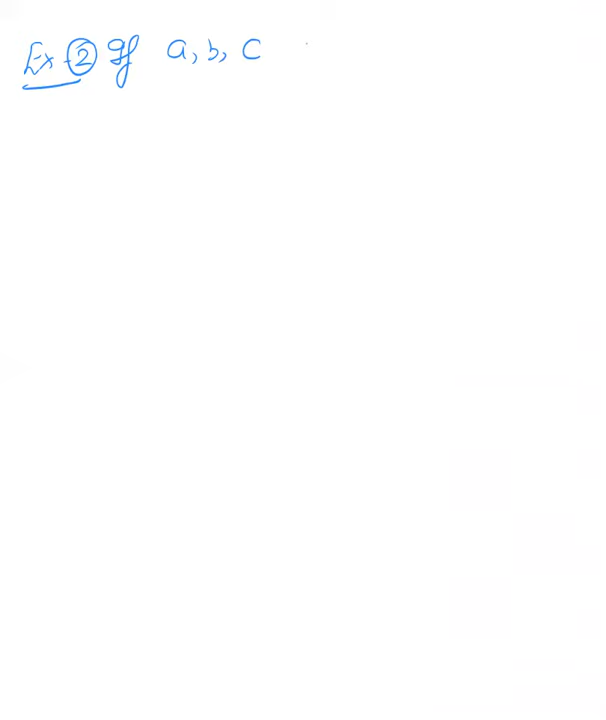 Ex-② If a, b, c